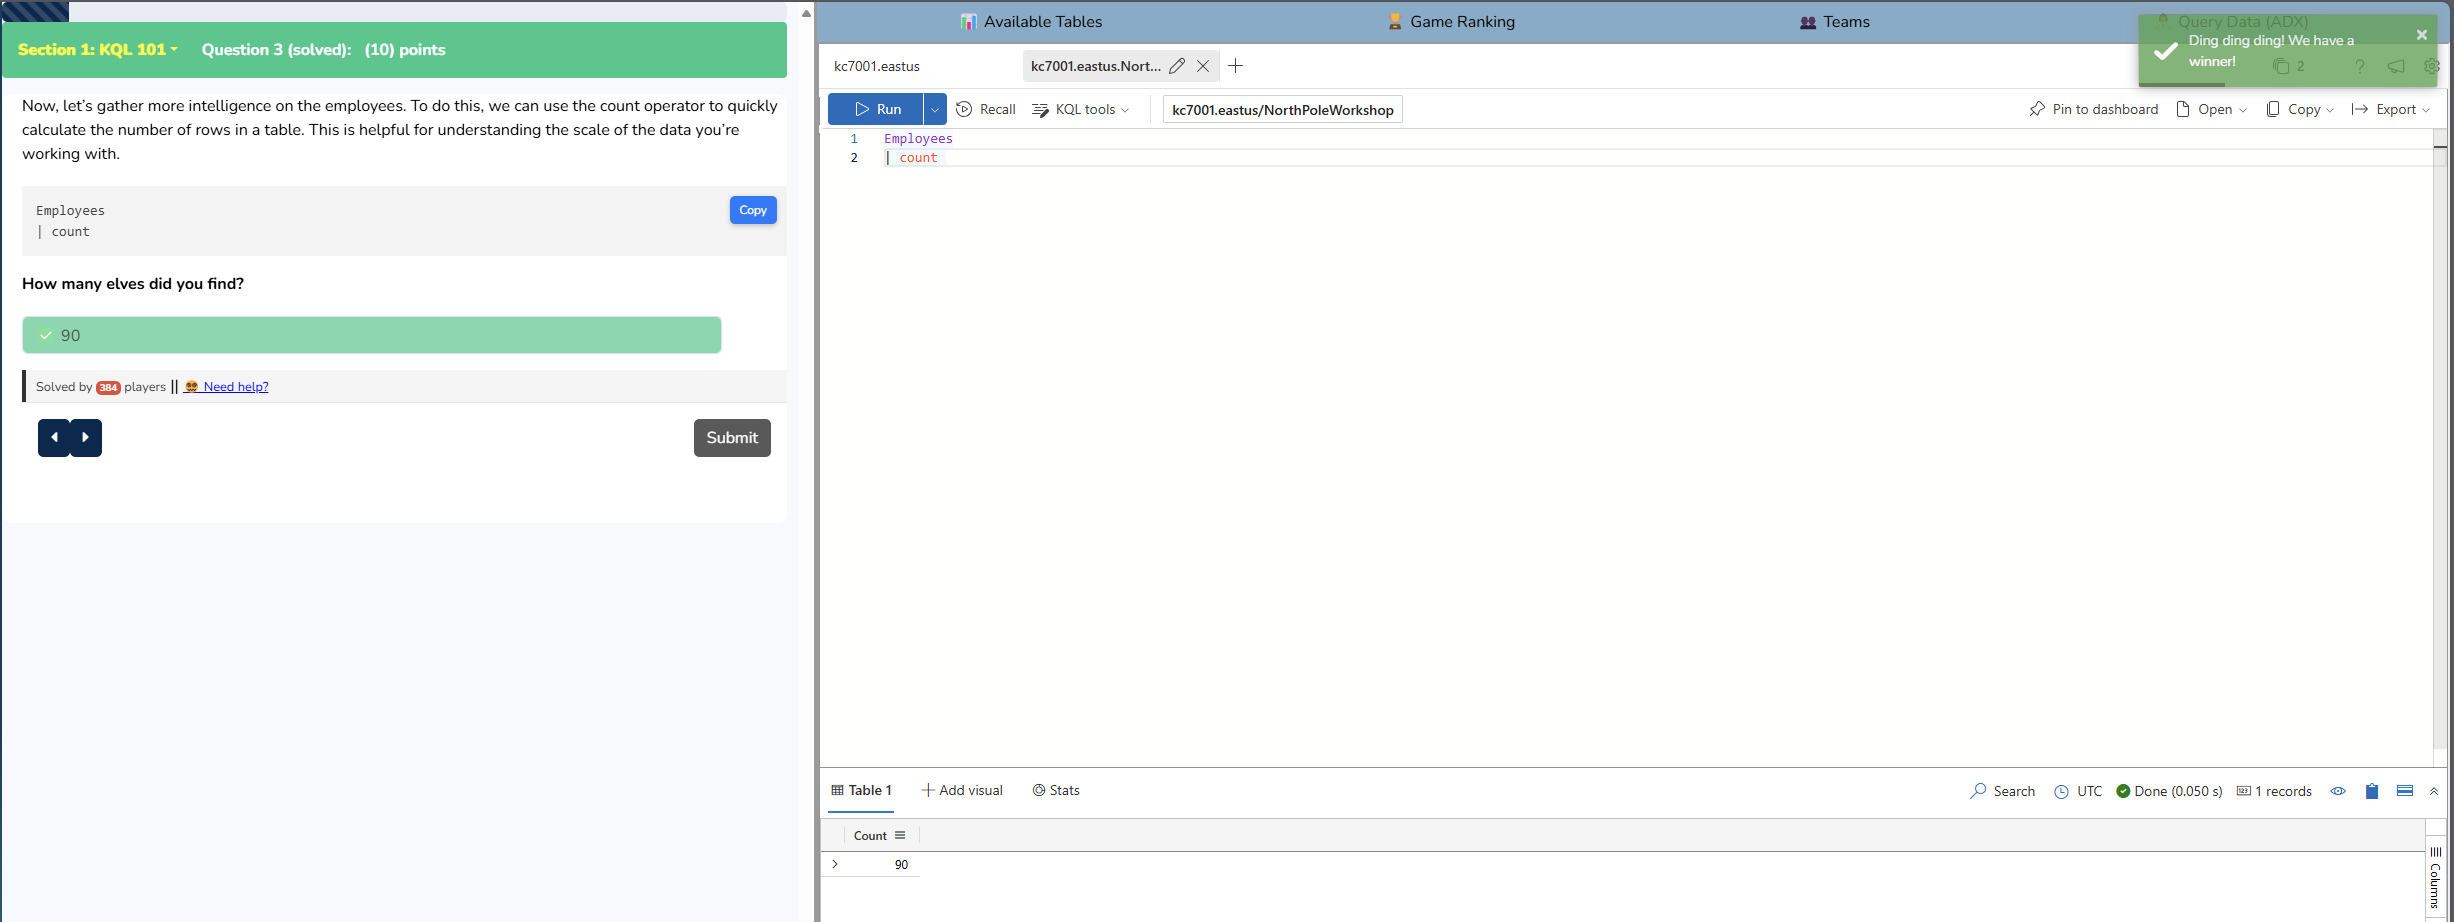 Section 1: KQL 101
Question 3 (solved): (10) points
Now, let's gather more intelligence on the employees. To do this, we can use the count operator to quickly
calculate the number of rows in a table. This is helpful for understanding the scale of the data you're
working with.
Copy
Employees
| count
How many elves did you find?
90
Solved by 384 players || Need help?
Submit
Available Tables
Game Ranking
Teams
Query Data (ADX)
Ding ding ding! We have a
winner!
kc7001.eastus
kc7001.eastus.Nort...
2
Run
Recall
KQL tools
kc7001.eastus/NorthPoleWorkshop
Pin to dashboard
Open
Copy
Export
1 Employees
2 | count
Table 1
Add visual
Stats
Search
UTC
Done (0.050 s)
1 records
Count
90
Columns